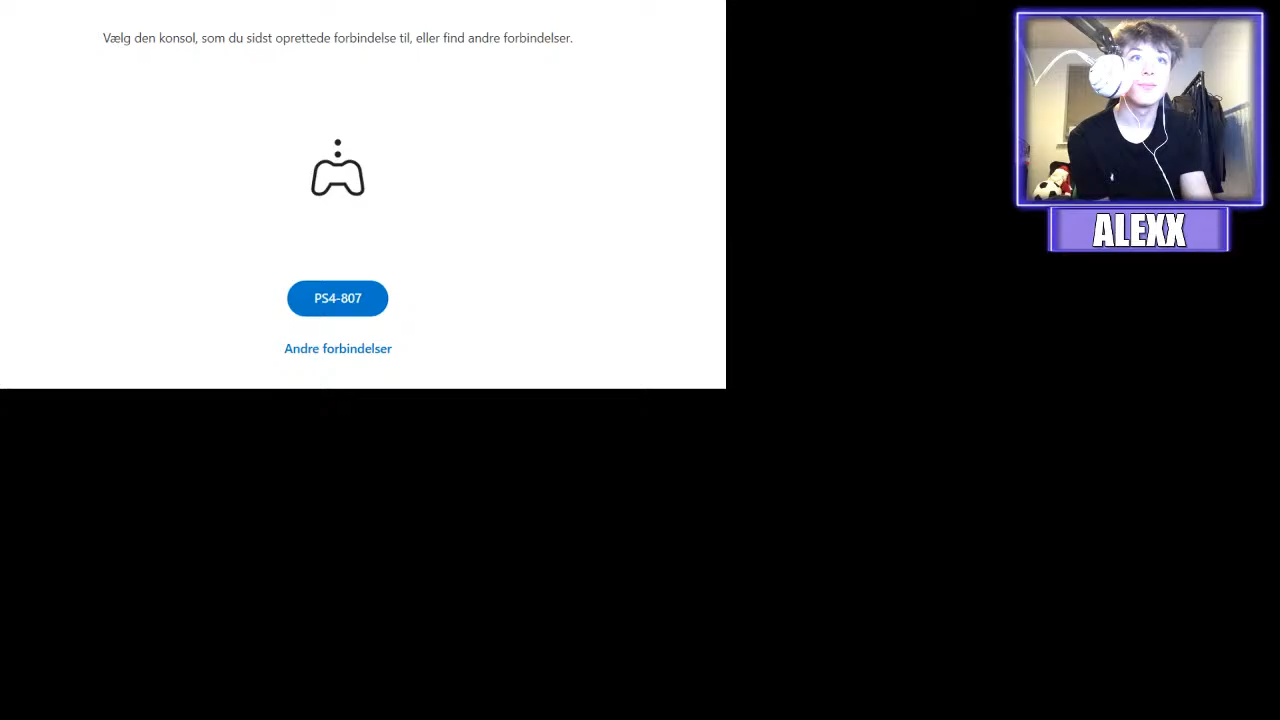 Vælg den konsol, som du sidst oprettede forbindelse til, eller find andre forbindelser.
PS4-807
Andre forbindelser
ALEXX